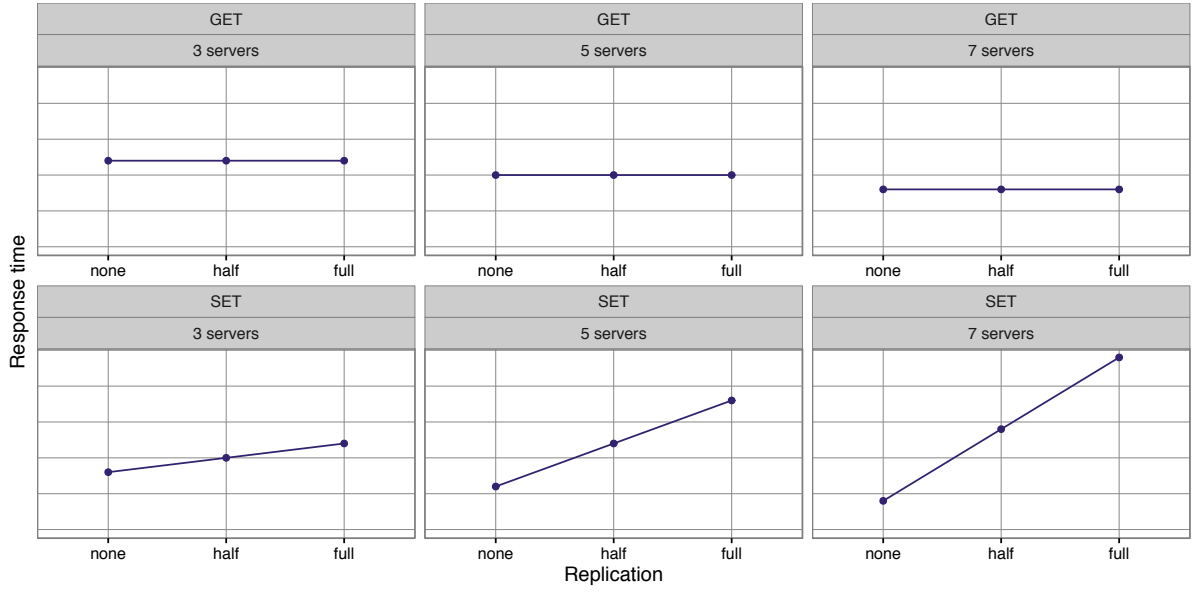 GET GET GET
3 servers 5 servers 7 servers
none half full none half full none half full
SET SET SET
3 servers 5 servers 7 servers
Response time
none half full none half full none half full
Replication